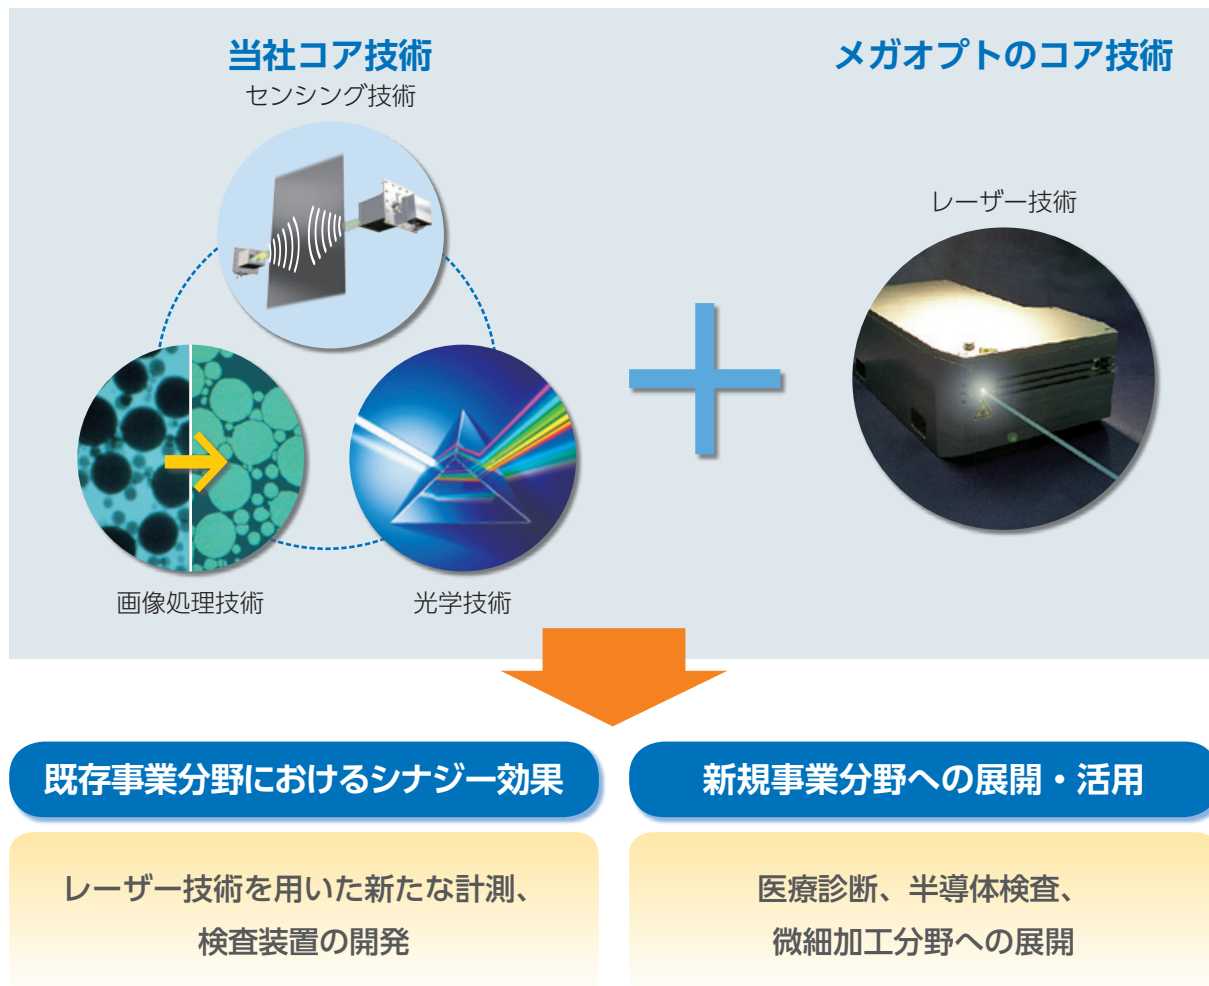 当社コア技術
センシング技術
画像処理技術
光学技術
メガオプトのコア技術
レーザー技術
既存事業分野におけるシナジー効果
レーザー技術を用いた新たな計測、
検査装置の開発
新規事業分野への展開・活用
医療診断、半導体検査、
微細加工分野への展開